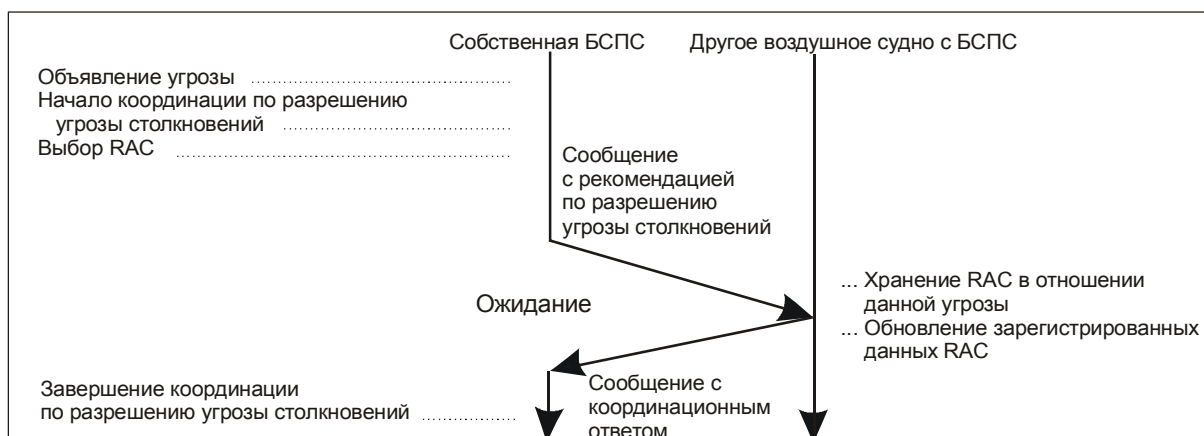 Собственная БСПС
Другое воздушное судно с БСПС
Объявление угрозы
Начало координации по разрешению
угрозы столкновений
Выбор RAC
Сообщение
с рекомендацией
по разрешению
угрозы столкновений
Ожидание
... Хранение RAC в отношении
данной угрозы
... Обновление зарегистрированных
данных RAC
Завершение координации
по разрешению угрозы столкновений
Сообщение с
координационным
ответом